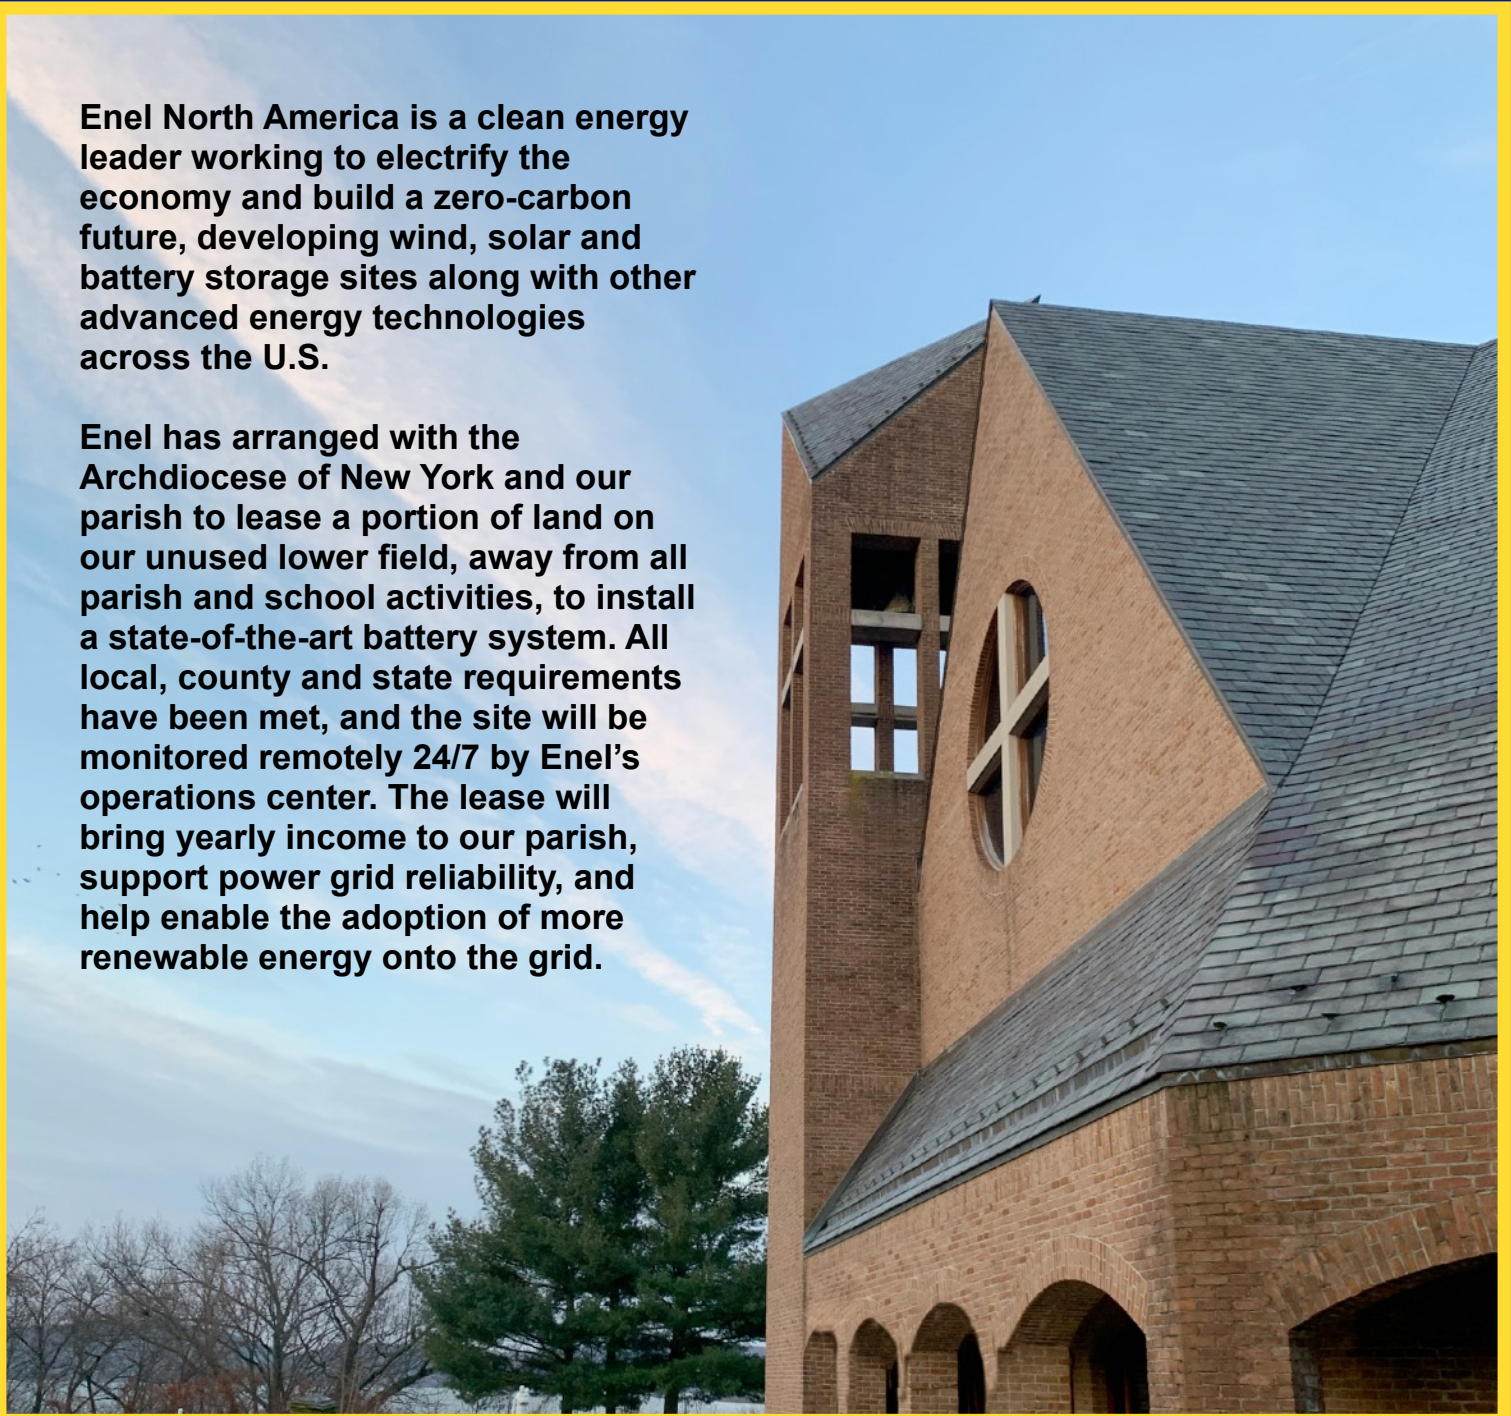 Enel North America is a clean energy
leader working to electrify the
economy and build a zero-carbon
future, developing wind, solar and
battery storage sites along with other
advanced energy technologies
across the U.S.
Enel has arranged with the
Archdiocese of New York and our
parish to lease a portion of land on
our unused lower field, away from all
parish and school activities, to install
a state-of-the-art battery system. All
local, county and state requirements
have been met, and the site will be
monitored remotely 24/7 by Enel’s
operations center. The lease will
bring yearly income to our parish,
support power grid reliability, and
help enable the adoption of more
renewable energy onto the grid.